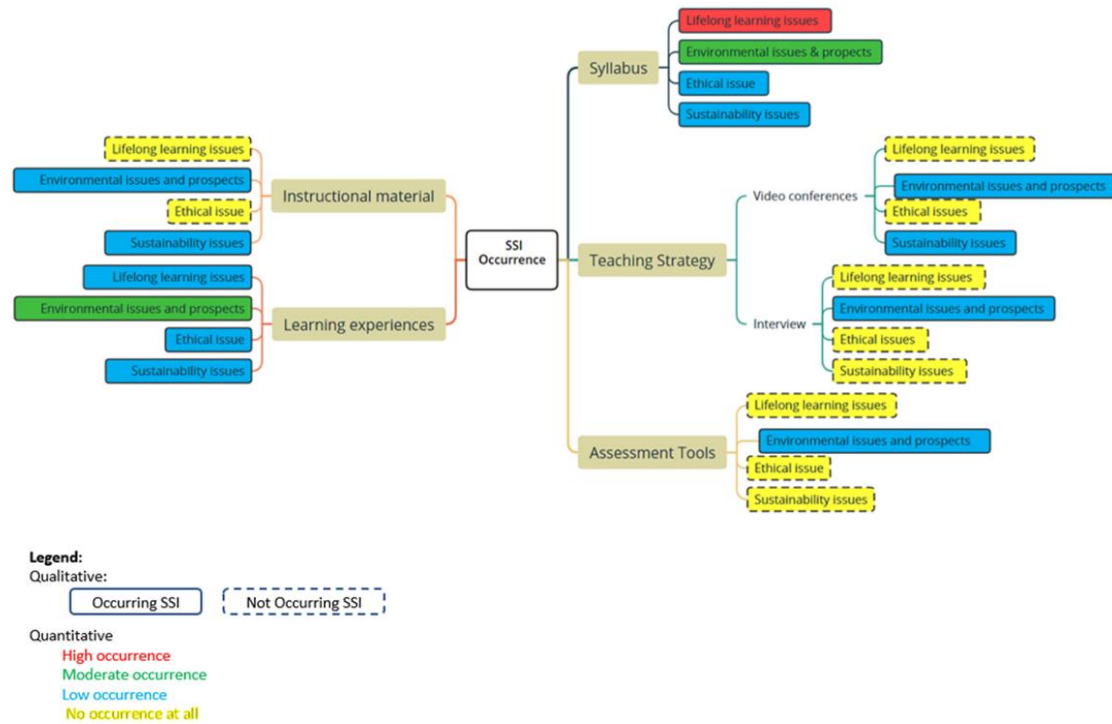 Lifelong learning issues
Environmental issues & propects
Syllabus
Ethical issue
Sustainability issues
Lifelong learning issues
Environmental issues and prospects
Instructional material
Ethical issue
Sustainability issues
Lifelong learning issues
Environmental issues and prospects
Learning experiences
Ethical issue
Sustainability issues
SSI
Occurrence
Teaching Strategy
Video conferences
Lifelong learning issues
Environmental issues and prospects
Ethical issues
Sustainability issues
Interview
Lifelong learning issues
Environmental issues and prospects
Ethical issues
Sustainability issues
Assessment Tools
Lifelong learning issues
Environmental issues and prospects
Ethical issue
Sustainability issues
Legend:
Qualitative:
Occurring SSI
Not Occurring SSI
Quantitative
High occurrence
Moderate occurrence
Low occurrence
No occurrence at all